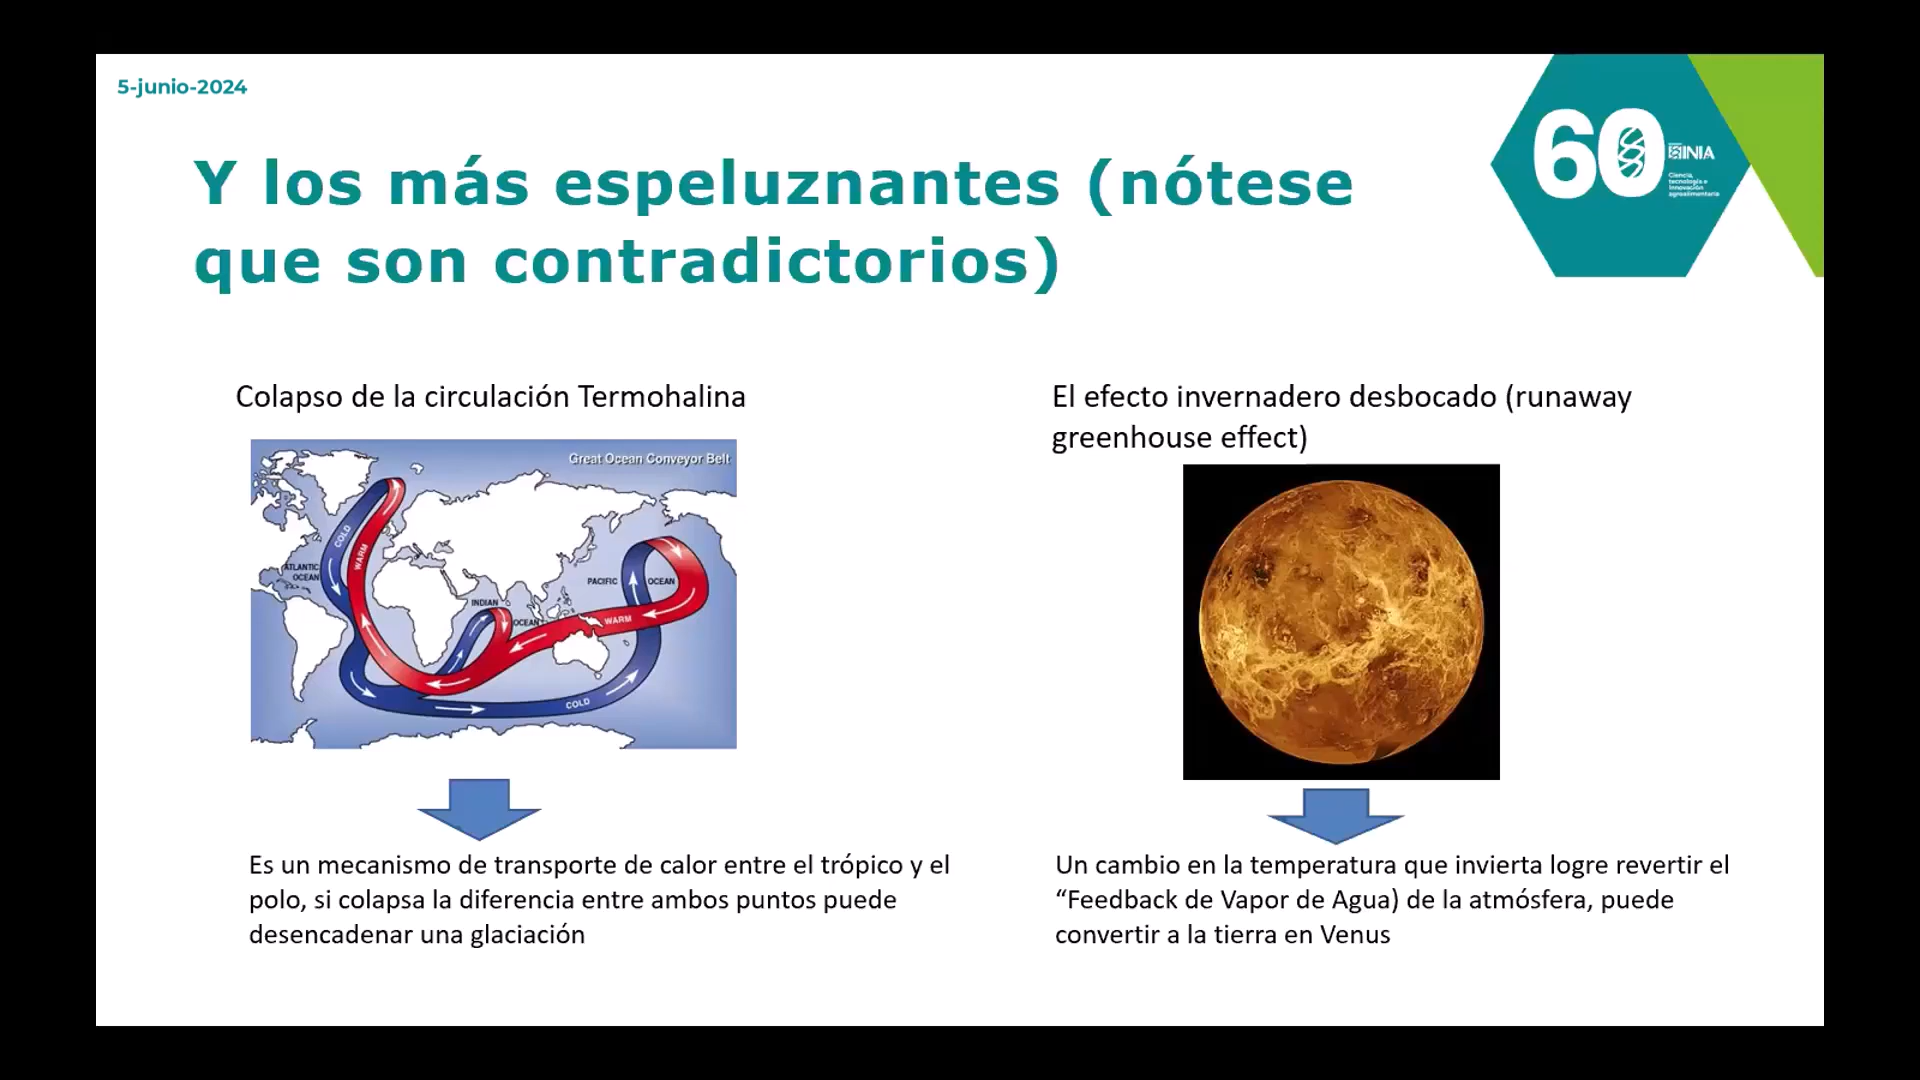 5-junio-2024
60
INIA
Ciencia,
tecnología e
innovación
agroalimentaria
Y los más espeluznantes (nótese
que son contradictorios)
Colapso de la circulación Termohalina
Great Ocean Conveyor Belt
COLD
WARM
ATLANTIC
OCEAN
PACIFIC OCEAN
INDIAN
OCEAN
WARM
COLD
Es un mecanismo de transporte de calor entre el trópico y el
polo, si colapsa la diferencia entre ambos puntos puede
desencadenar una glaciación
El efecto invernadero desbocado (runaway
greenhouse effect)
Un cambio en la temperatura que invierta logre revertir el
“Feedback de Vapor de Agua) de la atmósfera, puede
convertir a la tierra en Venus